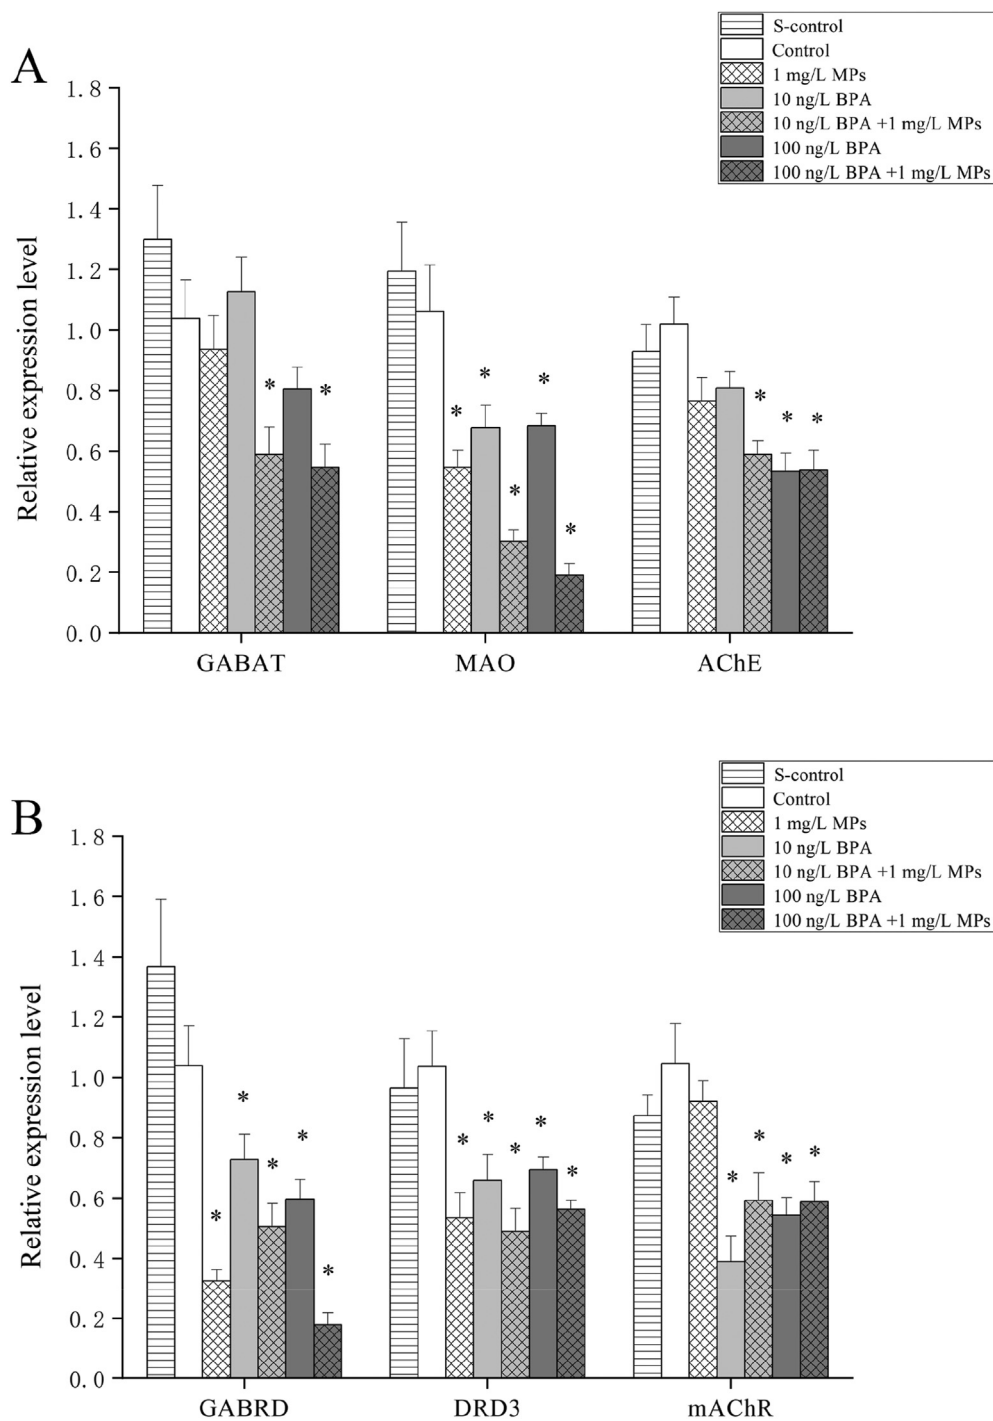 A
S-control
Control
1 mg/L MPs
10 ng/L BPA
10 ng/L BPA +1 mg/L MPs
100 ng/L BPA
100 ng/L BPA +1 mg/L MPs
Relative expression level
1.8
1.6
1.4
1.2
1.0
0.8
0.6
0.4
0.2
0.0
* * * * * * * * *
GABAT MAO AChE
B
S-control
Control
1 mg/L MPs
10 ng/L BPA
10 ng/L BPA +1 mg/L MPs
100 ng/L BPA
100 ng/L BPA +1 mg/L MPs
Relative expression level
1.8
1.6
1.4
1.2
1.0
0.8
0.6
0.4
0.2
0.0
* * * * * * * * * * * * * *
GABRD DRD3 mAChR